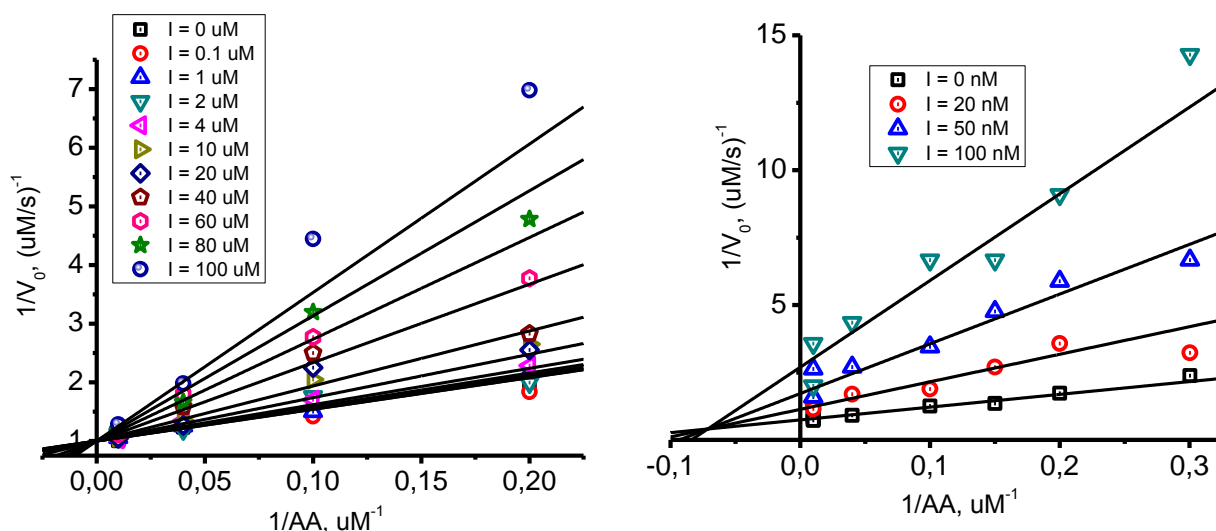 I = 0 uM
I = 0.1 uM
I = 1 uM
I = 2 uM
I = 4 uM
I = 10 uM
I = 20 uM
I = 40 uM
I = 60 uM
I = 80 uM
I = 100 uM
7
6
5
4
3
2
1
1/V0, (uM/s)-1
0,00 0,05 0,10 0,15 0,20
1/AA, uM-1
I = 0 nM
I = 20 nM
I = 50 nM
I = 100 nM
15
10
5
1/V0, (uM/s)-1
-0,1 0,0 0,1 0,2 0,3
1/AA, uM-1